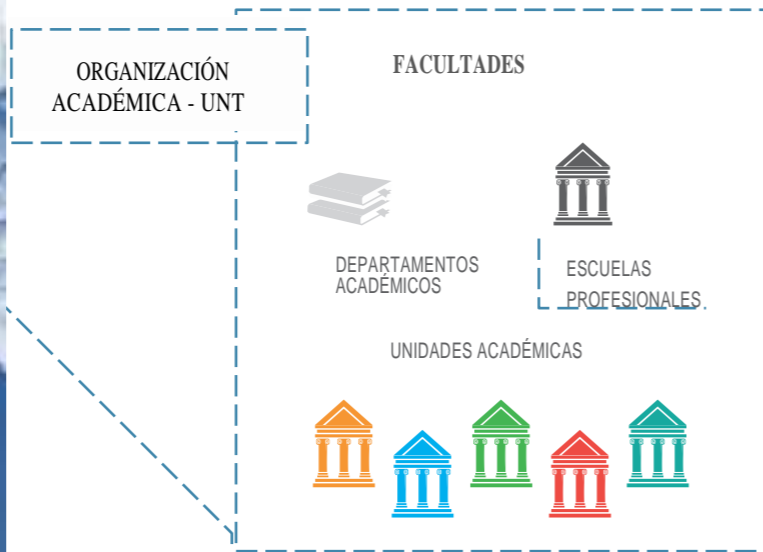 ORGANIZACIÓN
ACADÉMICA - UNT
FACULTADES
DEPARTAMENTOS
ACADÉMICOS
ESCUELAS
PROFESIONALES
UNIDADES ACADÉMICAS